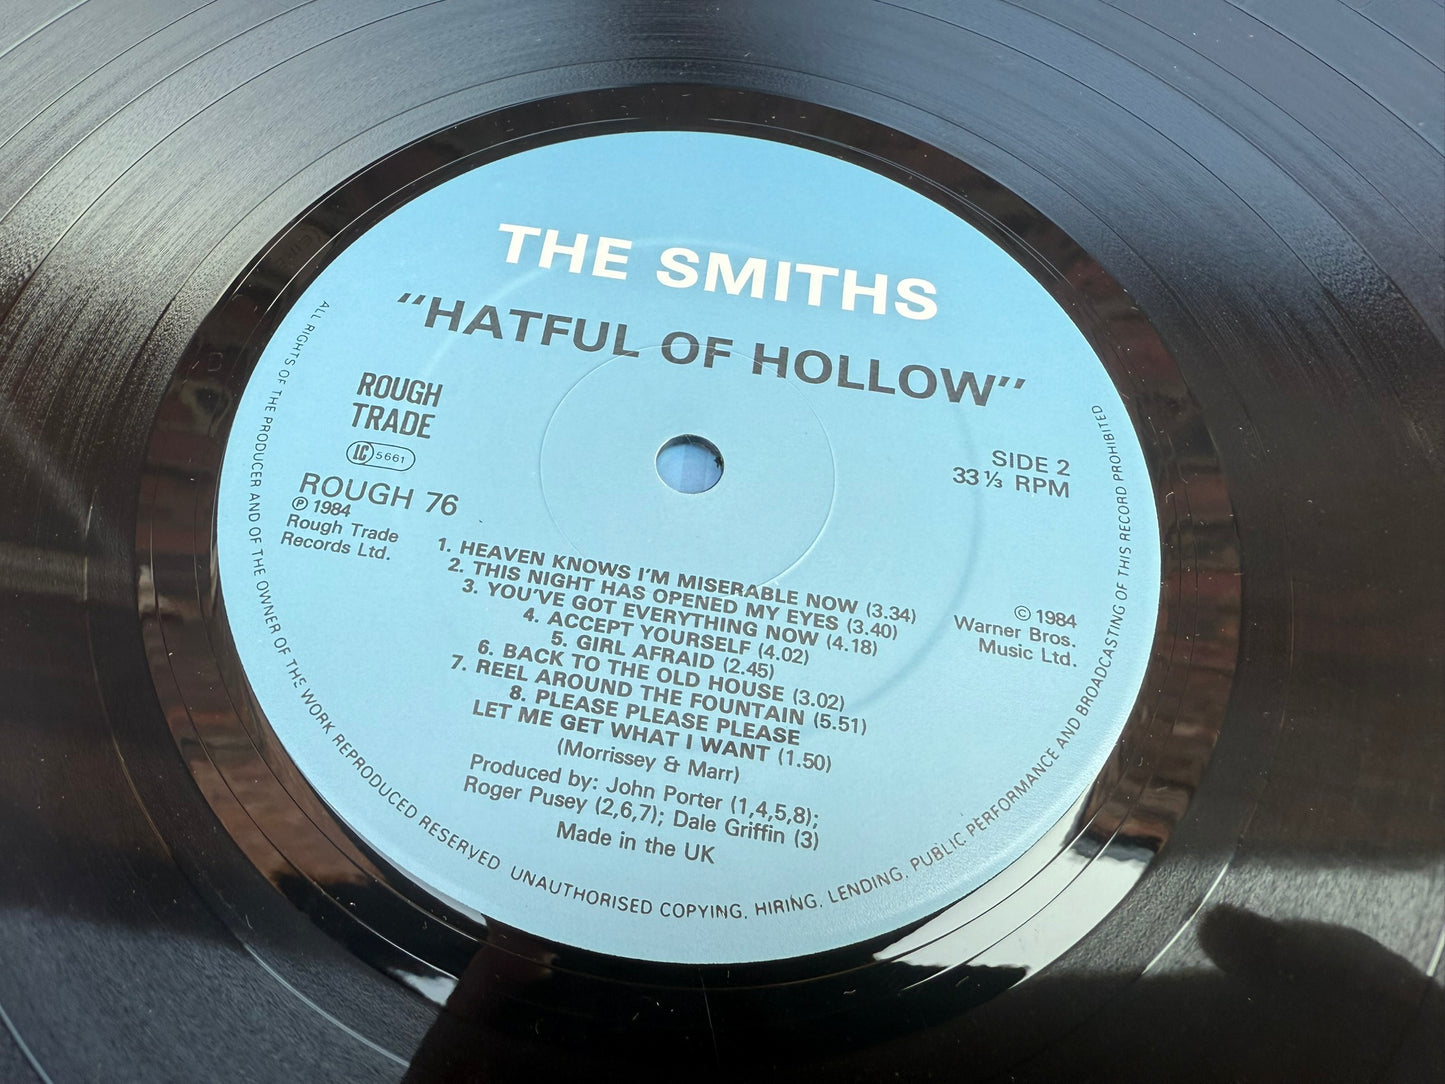 THE SMITHS
"HATFUL OF HOLLOW"
ROUGH
TRADE
LC 5661
ROUGH 76
℗ 1984
Rough Trade
Records Ltd.
SIDE 2
33 ⅓ RPM
1. HEAVEN KNOWS I'M MISERABLE NOW (3.34)
2. THIS NIGHT HAS OPENED MY EYES (3.40)
3. YOU'VE GOT EVERYTHING NOW (4.18)
4. ACCEPT YOURSELF (4.02)
5. GIRL AFRAID (2.45)
6. BACK TO THE OLD HOUSE (3.02)
7. REEL AROUND THE FOUNTAIN (5.51)
8. PLEASE PLEASE PLEASE
LET ME GET WHAT I WANT (1.50)
(Morrissey & Marr)
Produced by: John Porter (1,4,5,8);
Roger Pusey (2,6,7); Dale Griffin (3)
Made in the UK
© 1984
Warner Bros.
Music Ltd.
ALL RIGHTS OF THE PRODUCER AND OF THE OWNER OF THE WORK REPRODUCED RESERVED UNAUTHORISED COPYING, HIRING, LENDING, PUBLIC PERFORMANCE AND BROADCASTING OF THIS RECORD PROHIBITED